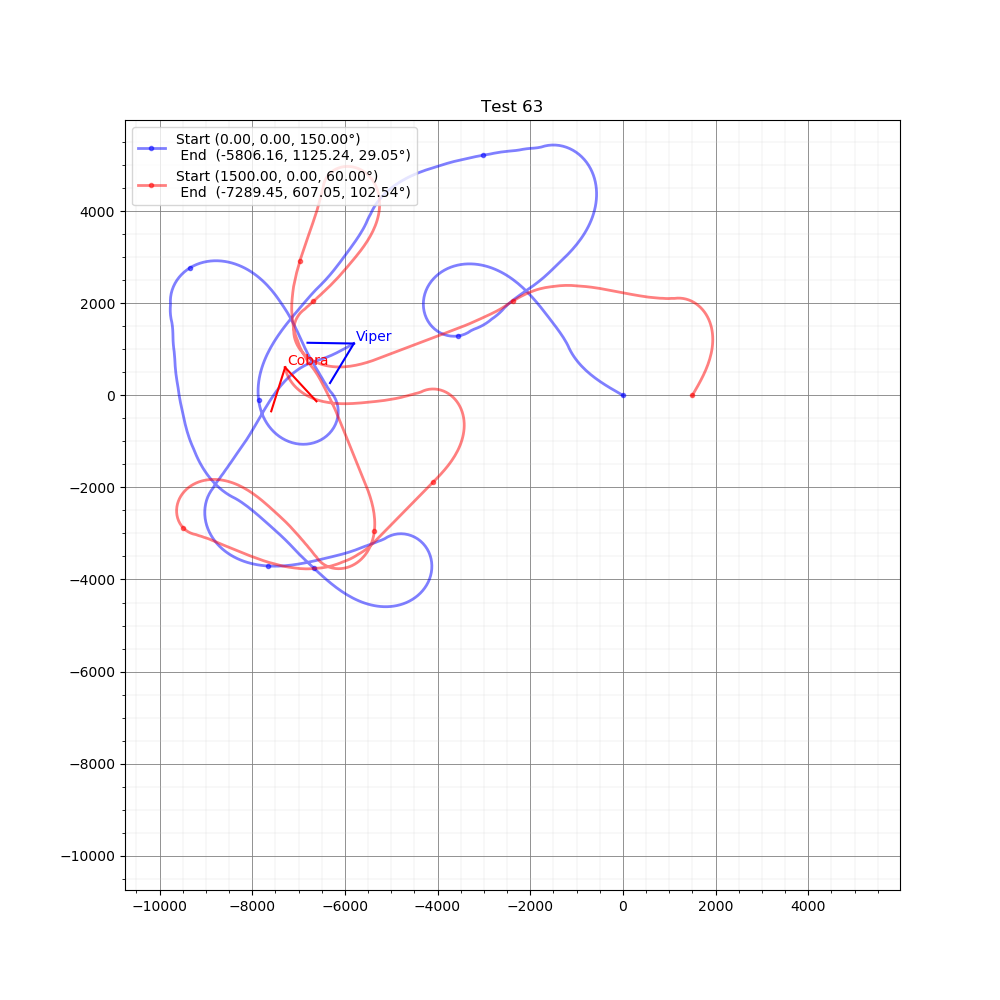 Test 63
Start (0.00, 0.00, 150.00°)
End  (-5806.16, 1125.24, 29.05°)
Start (1500.00, 0.00, 60.00°)
End  (-7289.45, 607.05, 102.54°)
4000
2000
0
−2000
−4000
−6000
−8000
−10000
Viper
Cobra
−10000 −8000 −6000 −4000 −2000 0 2000 4000